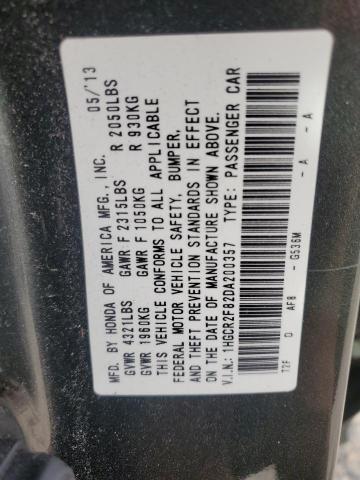 MFD. BY HONDA OF AMERICA MFG., INC. 05/'13
GVWR 4321LBS GAWR F 2315LBS R 2050LBS
GVWR 1960KG GAWR F 1050KG R 930KG
THIS VEHICLE CONFORMS TO ALL APPLICABLE
FEDERAL MOTOR VEHICLE SAFETY, BUMPER,
AND THEFT PREVENTION STANDARDS IN EFFECT
ON THE DATE OF MANUFACTURE SHOWN ABOVE.
V.I.N.: 1HGCR2F82DA200357 TYPE: PASSENGER CAR
T2F D AF8 - G536M - A - A